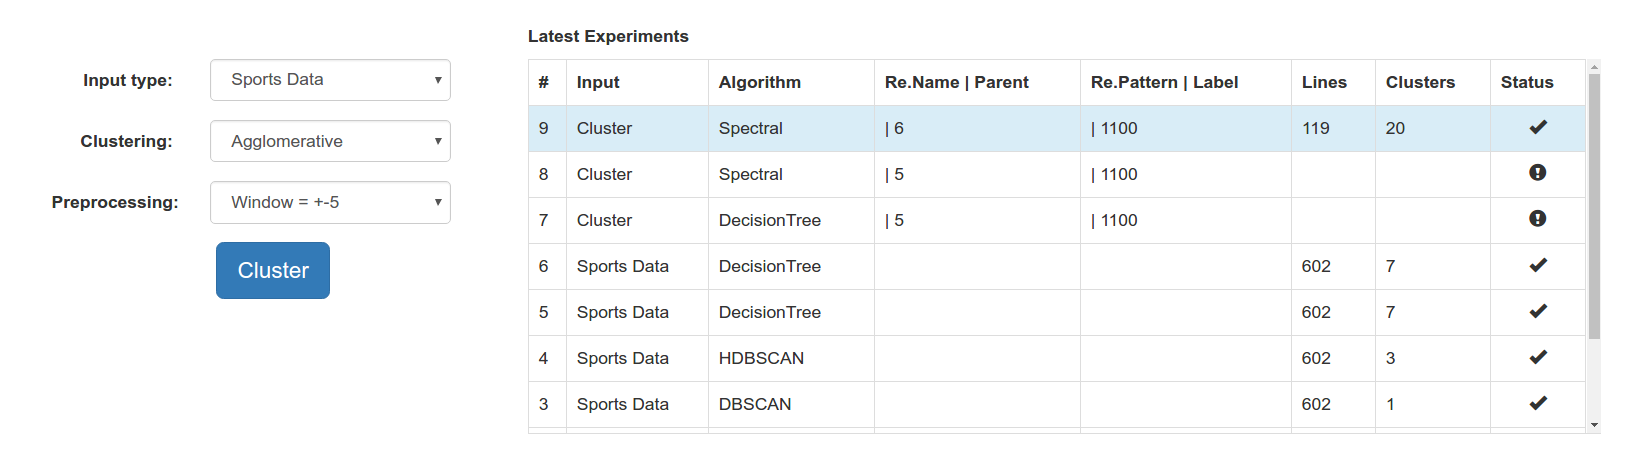 Latest Experiments
Input type: Sports Data
Clustering: Agglomerative
Preprocessing: Window = +-5
Cluster
# Input Algorithm Re.Name | Parent Re.Pattern | Label Lines Clusters Status
9 Cluster Spectral | 6 | 1100 119 20
8 Cluster Spectral | 5 | 1100
7 Cluster DecisionTree | 5 | 1100
6 Sports Data DecisionTree 602 7
5 Sports Data DecisionTree 602 7
4 Sports Data HDBSCAN 602 3
3 Sports Data DBSCAN 602 1